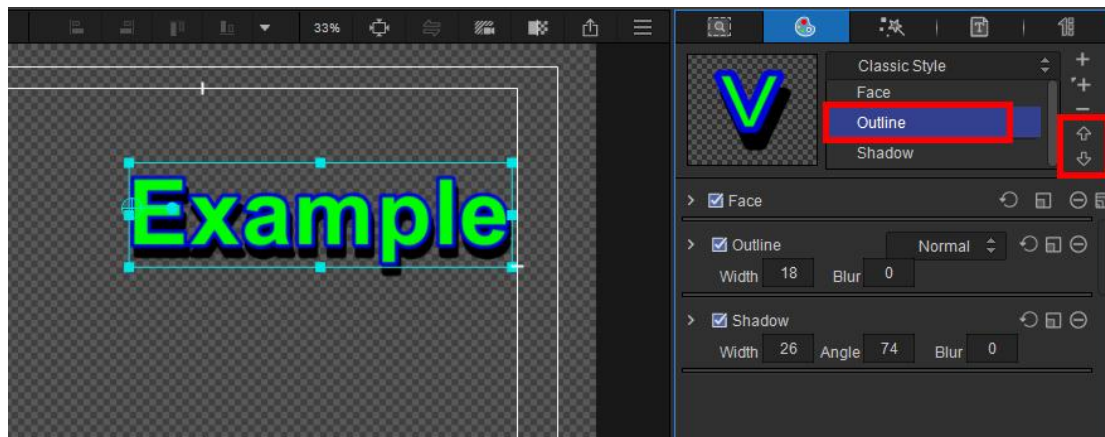 33%
Classic Style
Face
Outline
Shadow
V
Example
Face
Outline Normal
Width 18 Blur 0
Shadow
Width 26 Angle 74 Blur 0